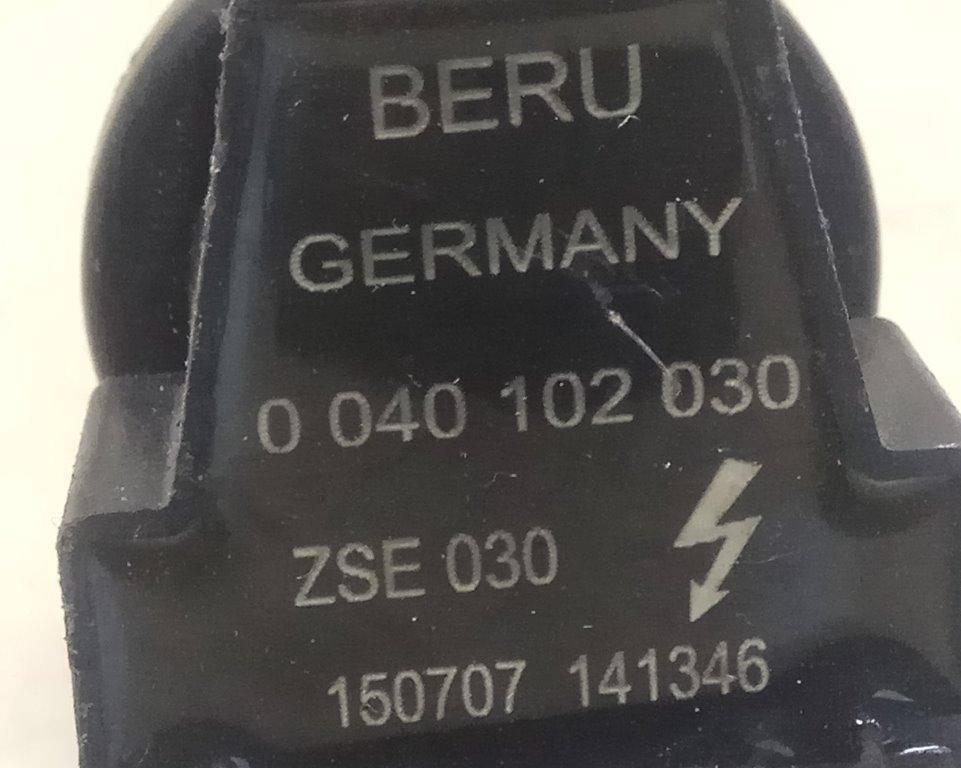 BERU
GERMANY
0 040 102 030
ZSE 030
150707 141346